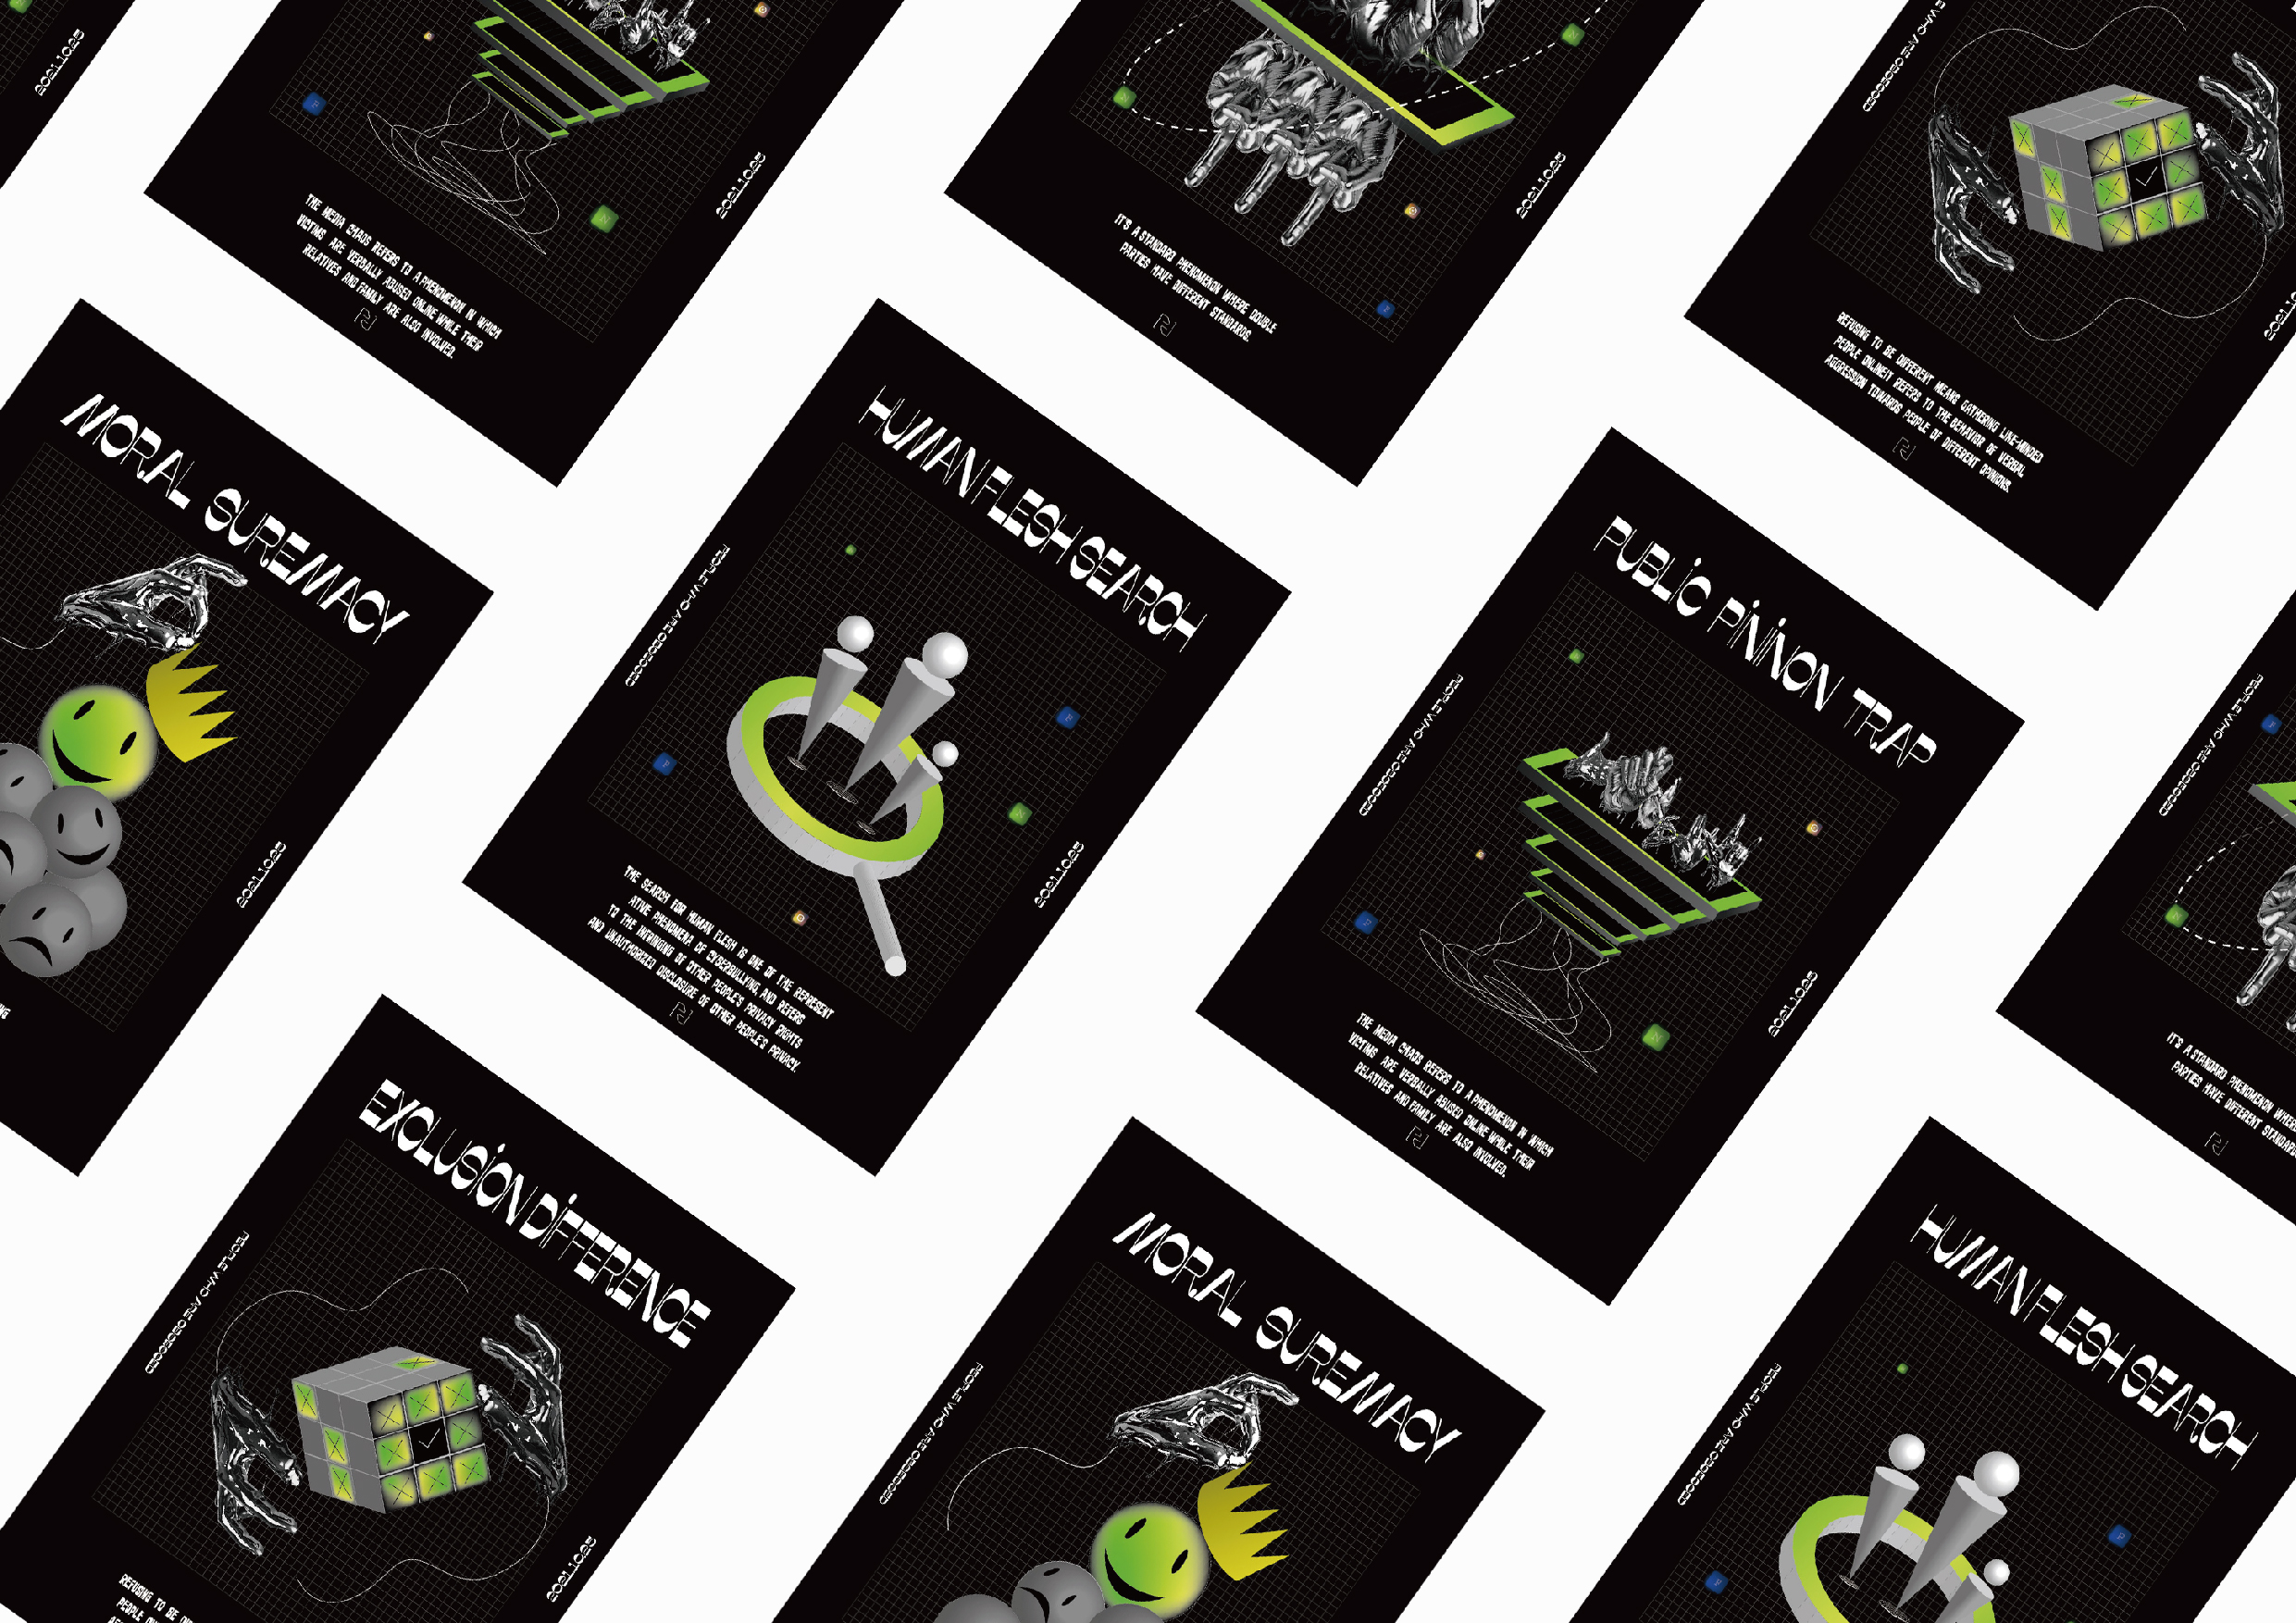 THE MEDIA CHAOS REFERS TO A PHENOMENON IN WHICH
VICTIMS ARE VERBALLY ABUSED ONLINE WHILE THEIR
RELATIVES AND FAMILY ARE ALSO INVOLVED.
IT'S A STANDARD PHENOMENON WHERE DOUBLE
PARTIES HAVE DIFFERENT STANDARDS.
REFUSING TO BE DIFFERENT MEANS GATHERING LIKE-MINDED
PEOPLE ONLINEIT REFERS TO THE BEHAVIOR OF VERBAL
AGGRESSION TOWARDS PEOPLE OF DIFFERENT OPINIONS.
MORAL SUREMACY
HUMAN FLESH SEARCH
THE SEARCH FOR HUMAN FLESH IS ONE OF THE REPRESENT
ATIVE PHENOMENA OF CYBERBULLYING, AND REFERS
TO THE INTRINGING OF OTHER PEOPLE'S PRIVACY RIGHTS
AND UNAUTHORIZED DISCLOSURE OF OTHER PEOPLE'S PRIVACY.
PUBLIC PINION TRAP
THE MEDIA CHAOS REFERS TO A PHENOMENON IN WHICH
VICTIMS ARE VERBALLY ABUSED ONLINE WHILE THEIR
RELATIVES AND FAMILY ARE ALSO INVOLVED.
IT'S A STANDARD PHENOMENON
PARTIES HAVE DIFFERENT
EXCLUSION DIFFERENCE
REFUSING TO BE
MORAL SUREMACY
HUMAN FLESH SEARCH